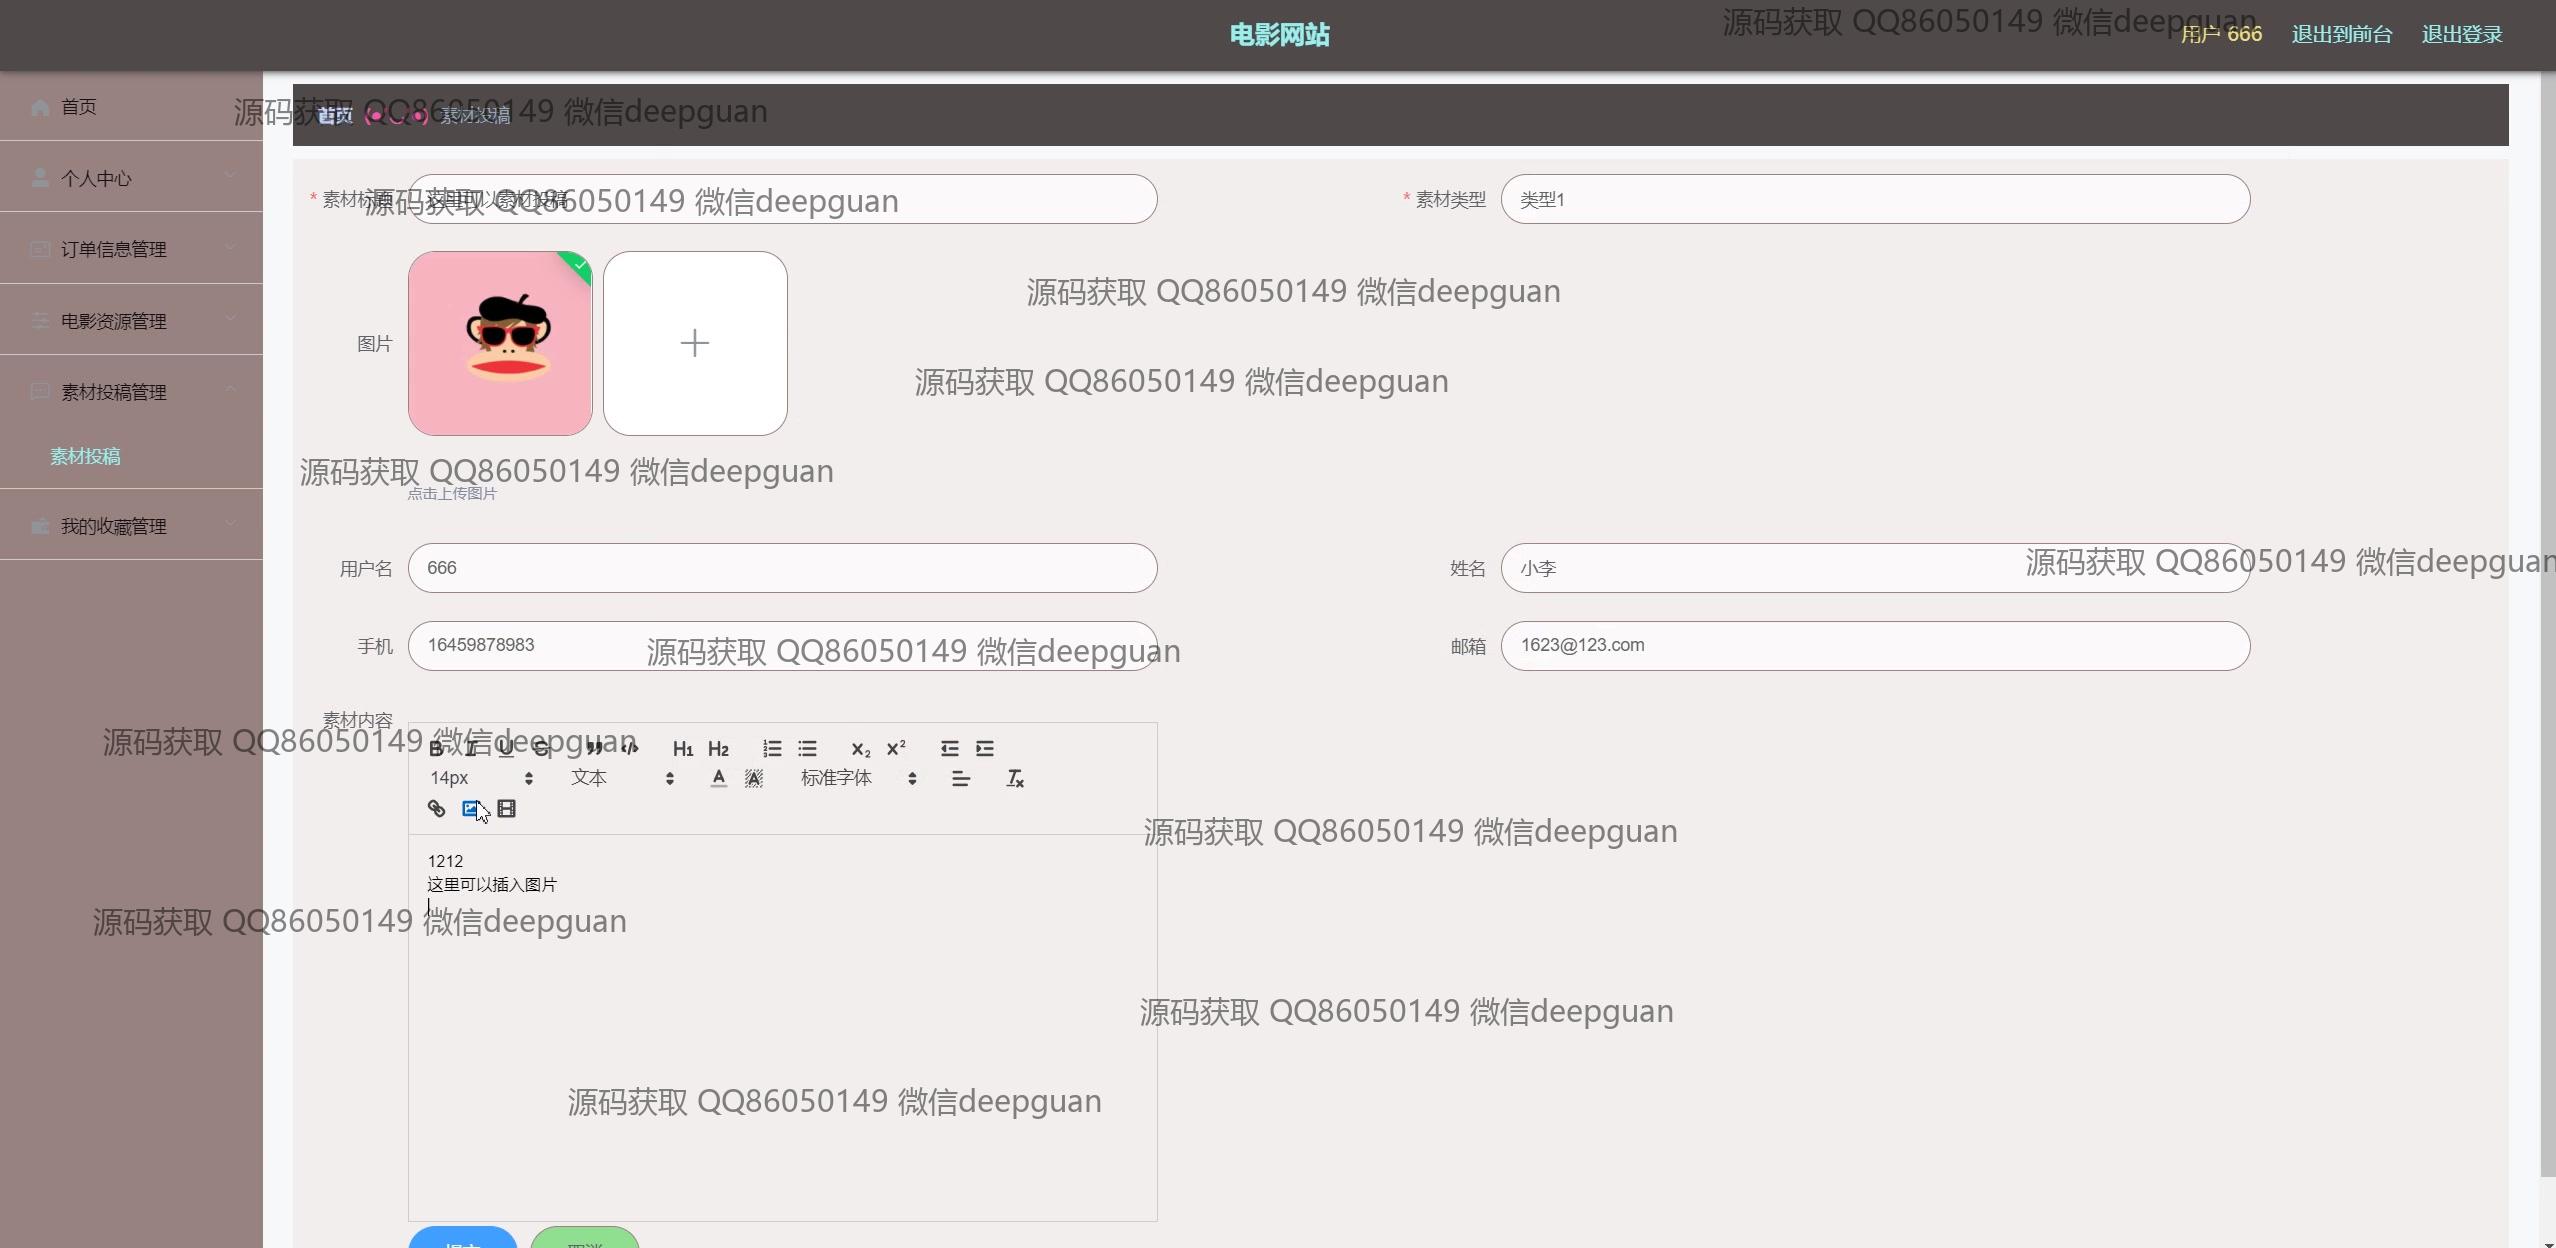 电影网站
用户 666
退出到前台
退出登录
源码获取 QQ86050149 微信deepguan
首页
个人中心
订单信息管理
电影资源管理
素材投稿管理
素材投稿
我的收藏管理
源码获取 QQ86050149 微信deepguan
首页
素材投稿
* 素材标题
这里可以素材投稿
源码获取 QQ86050149 微信deepguan
* 素材类型
类型1
源码获取 QQ86050149 微信deepguan
图片
源码获取 QQ86050149 微信deepguan
源码获取 QQ86050149 微信deepguan
点击上传图片
用户名
666
姓名
小李
源码获取 QQ86050149 微信deepguan
手机
16459878983
源码获取 QQ86050149 微信deepguan
邮箱
1623@123.com
素材内容
源码获取 QQ86050149 微信deepguan
B I U S H1 H2 X2 X2
14px
文本
A A
标准字体
源码获取 QQ86050149 微信deepguan
1212
这里可以插入图片
源码获取 QQ86050149 微信deepguan
源码获取 QQ86050149 微信deepguan
源码获取 QQ86050149 微信deepguan